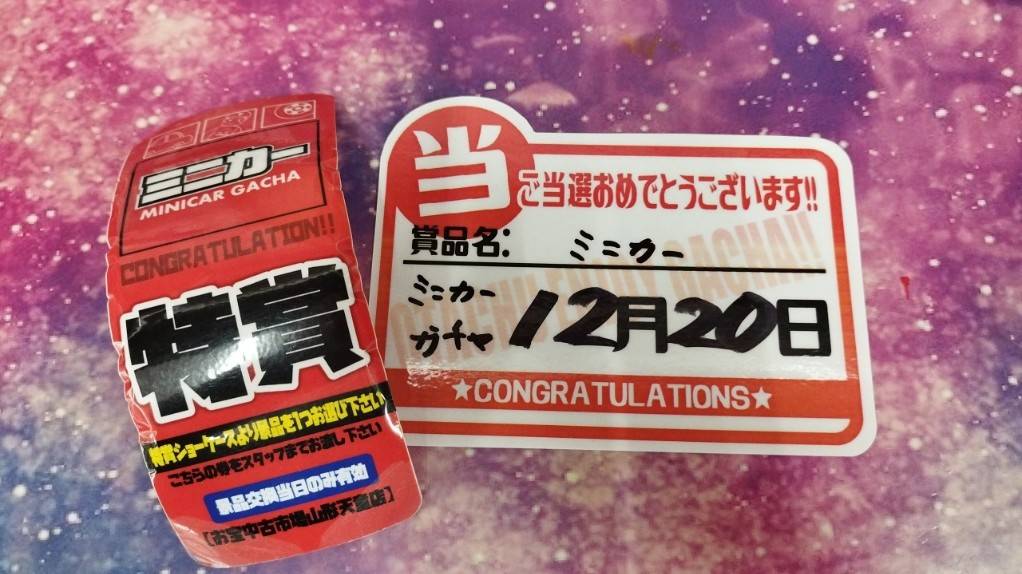 ミニカー
MINICAR GACHA
CONGRATULATION!!
特賞
特賞ショーケースより景品を1つお選び下さい
こちらの券をスタッフまでお渡し下さい
景品交換当日のみ有効
【お宝中古市場山形天童店】
当
ご当選おめでとうございます!!
賞品名: ミニカー
ミニカー
ガチャ 12月20日
★CONGRATULATIONS★